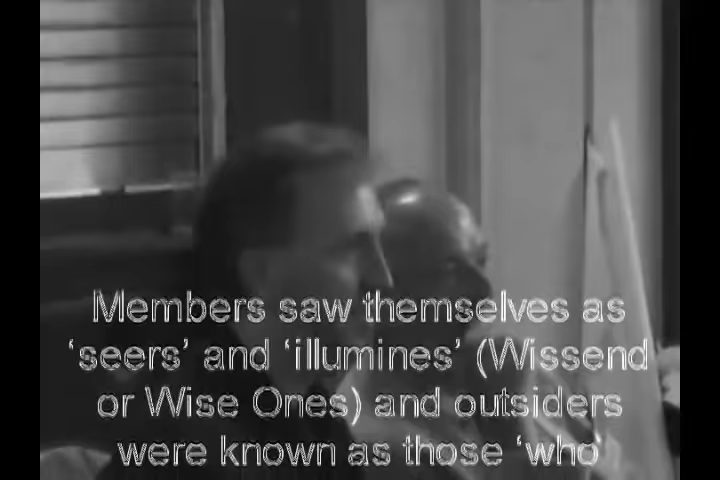 Members saw themselves as
‘seers’ and ‘illumines’ (Wissend
or Wise Ones) and outsiders
were known as those ‘who’